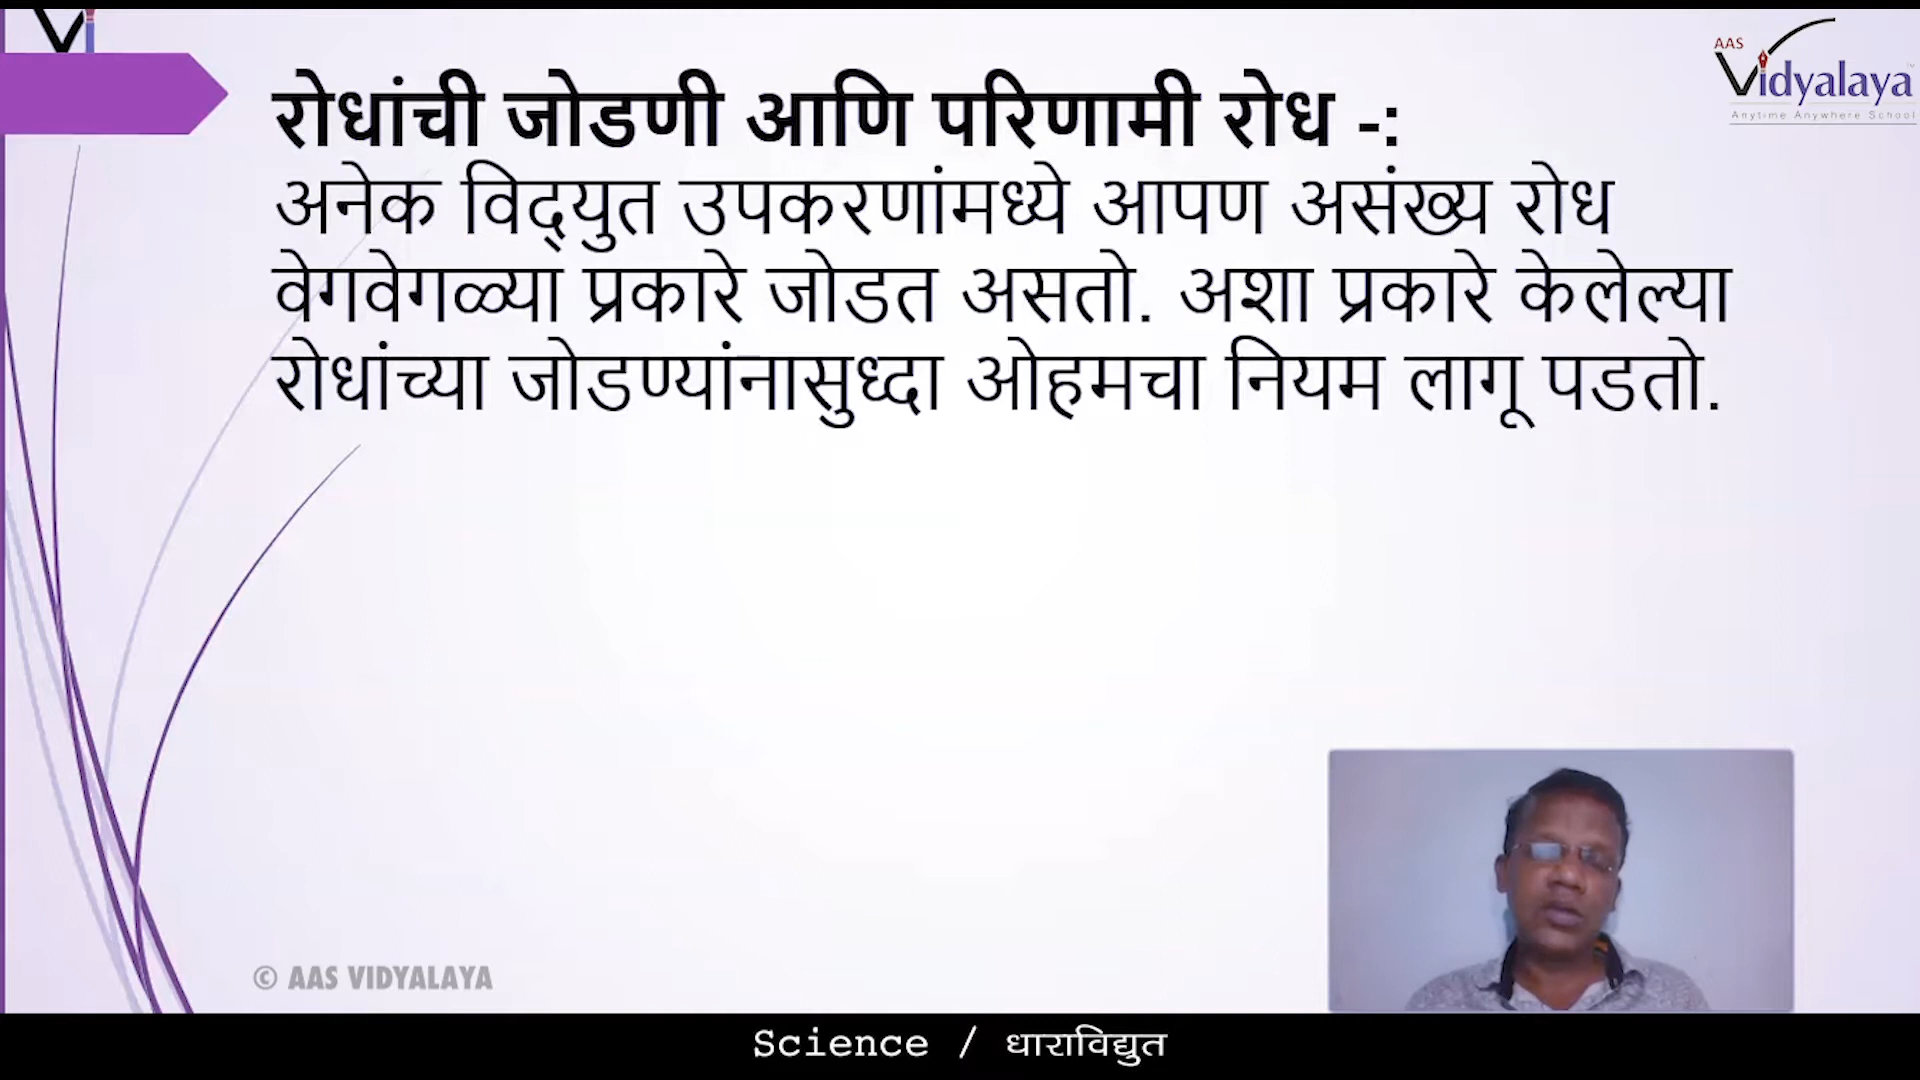 Vi
AAS
Vidyalaya
Anytime Anywhere School
रोधांची जोडणी आणि परिणामी रोध -:
अनेक विद्युत उपकरणांमध्ये आपण असंख्य रोध
वेगवेगळ्या प्रकारे जोडत असतो. अशा प्रकारे केलेल्या
रोधांच्या जोडण्यांनासुध्दा ओहमचा नियम लागू पडतो.
© AAS VIDYALAYA
Science / धाराविद्युत